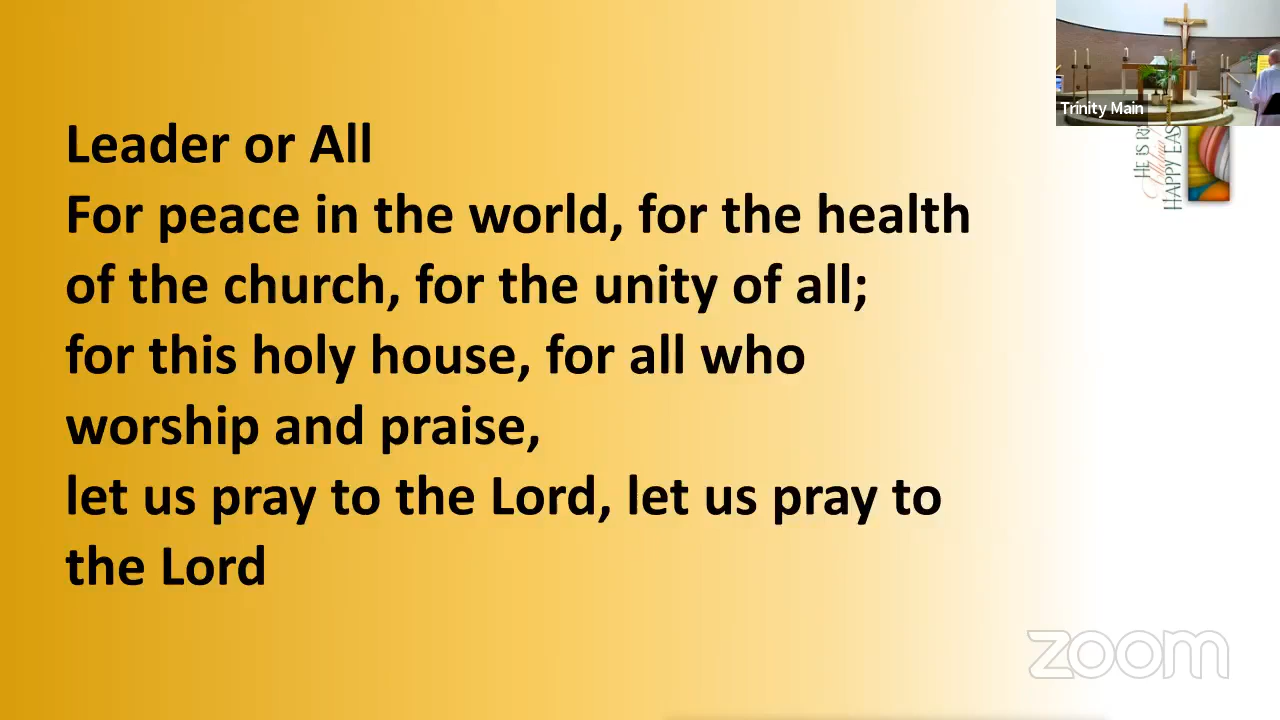 Leader or All
For peace in the world, for the health
of the church, for the unity of all;
for this holy house, for all who
worship and praise,
let us pray to the Lord, let us pray to
the Lord
Trinity Main
HE IS
HAPPY
zoom